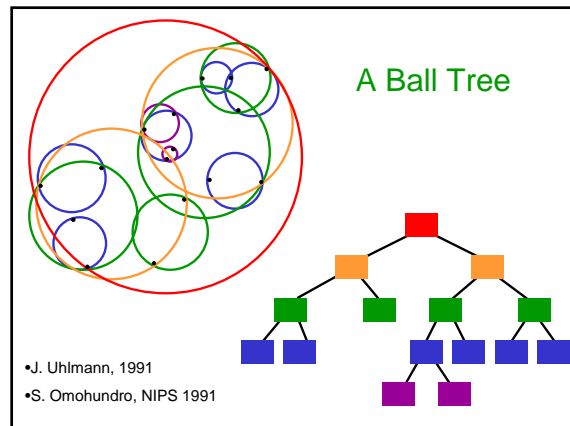 A Ball Tree
•J. Uhlmann, 1991
•S. Omohundro, NIPS 1991